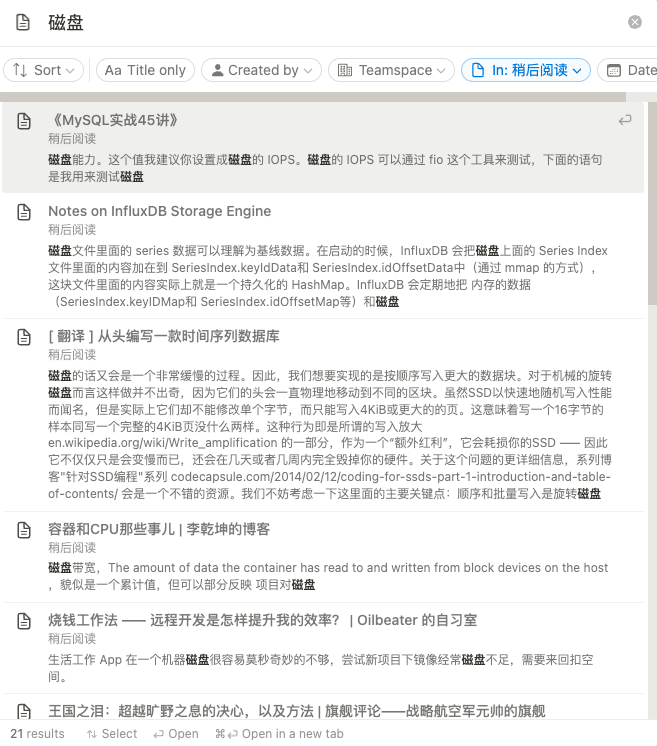 磁盘
Sort
Aa Title only
Created by
Teamspace
In: 稍后阅读
Date
《MySQL实战45讲》
稍后阅读
磁盘能力。这个值我建议你设置成磁盘的 IOPS。磁盘的 IOPS 可以通过 fio 这个工具来测试，下面的语句
是我用来测试磁盘
Notes on InfluxDB Storage Engine
稍后阅读
磁盘文件里面的 series 数据可以理解为基线数据。在启动的时候，InfluxDB 会把磁盘上面的 Series Index
文件里面的内容加在到 SeriesIndex.keyIdData和 SeriesIndex.idOffsetData中（通过 mmap 的方式），
这块文件里面的内容实际上就是一个持久化的 HashMap。InfluxDB 会定期地把 内存的数据
（SeriesIndex.keyIDMap和 SeriesIndex.idOffsetMap等）和磁盘
[ 翻译 ] 从头编写一款时间序列数据库
稍后阅读
磁盘的话又会是一个非常缓慢的过程。因此，我们想要实现的是按顺序写入更大的数据块。对于机械的旋转
磁盘而言这样做并不出奇，因为它们的头会一直物理地移动到不同的区块。虽然SSD以快速地随机写入性能
而闻名，但是实际上它们却不能修改单个字节，而只能写入4KiB或更大的的页。这意味着写一个16字节的
样本同写一个完整的4KiB页没什么两样。这种行为即是所谓的写入放大
en.wikipedia.org/wiki/Write_amplification 的一部分，作为一个“额外红利”，它会耗损你的SSD —— 因此
它不仅仅只是会变慢而已，还会在几天或者几周内完全毁掉你的硬件。关于这个问题的更详细信息，系列博
客"针对SSD编程"系列 codecapsule.com/2014/02/12/coding-for-ssds-part-1-introduction-and-table-
of-contents/ 会是一个不错的资源。我们不妨考虑一下这里面的主要关键点：顺序和批量写入是旋转磁盘
容器和CPU那些事儿 | 李乾坤的博客
稍后阅读
磁盘带宽，The amount of data the container has read to and written from block devices on the host
，貌似是一个累计值，但可以部分反映 项目对磁盘
烧钱工作法 —— 远程开发是怎样提升我的效率？ | Oilbeater 的自习室
稍后阅读
生活工作 App 在一个机器磁盘很容易莫秒奇妙的不够，尝试新项目下镜像经常磁盘不足，需要来回扣空
间。
王国之泪：超越旷野之息的决心，以及方法 | 旗舰评论——战略航空军元帅的旗舰
21 results
Select
Open
⌘↩ Open in a new tab